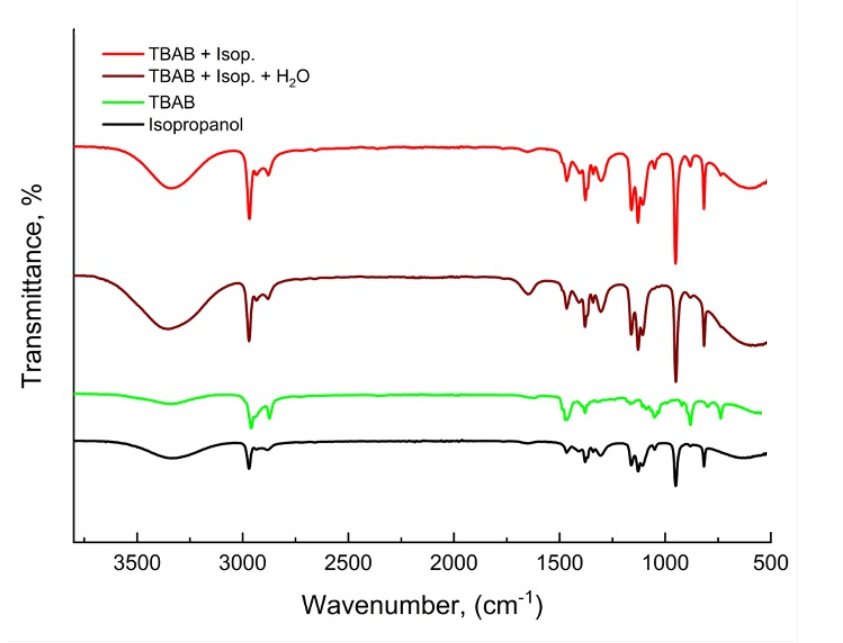 TBAB + Isop.
TBAB + Isop. + H₂O
TBAB
Isopropanol
Transmittance, %
3500 3000 2500 2000 1500 1000 500
Wavenumber, (cm⁻¹)